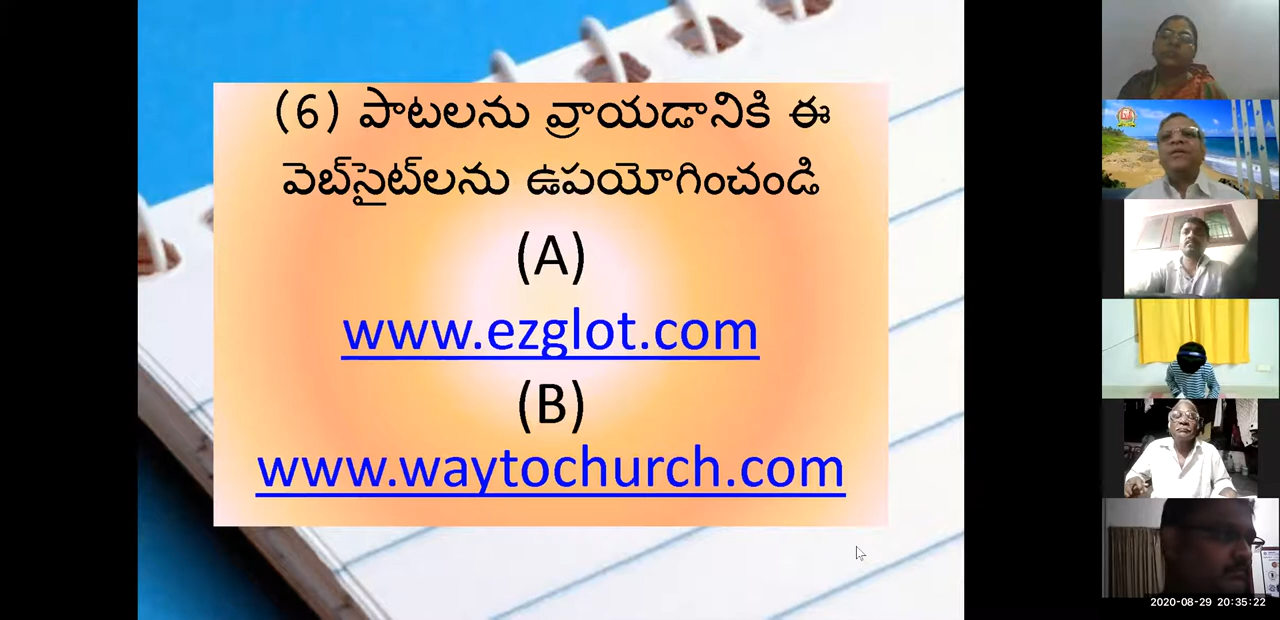 (6) పాటలను వ్రాయడానికి ఈ
వెబ్‌సైట్‌లను ఉపయోగించండి
(A)
www.ezglot.com
(B)
www.waytochurch.com
2020-08-29 20:35:22